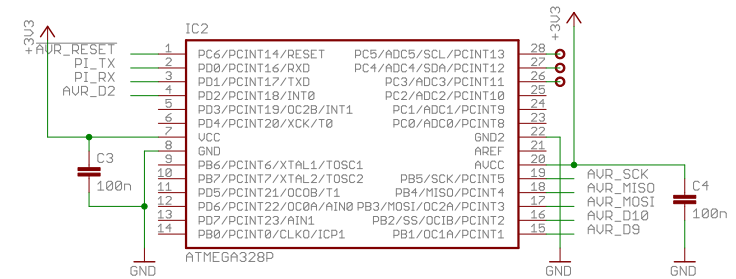 IC2
+3V3
+3V3
AVR_RESET 1 PC6/PCINT14/RESET PC5/ADC5/SCL/PCINT13 28
PI_TX 2 PD0/PCINT16/RXD PC4/ADC4/SDA/PCINT12 27
PI_RX 3 PD1/PCINT17/TXD PC3/ADC3/PCINT11 26
AVR_D2 4 PD2/PCINT18/INT0 PC2/ADC2/PCINT10 25
5 PD3/PCINT19/OC2B/INT1 PC1/ADC1/PCINT9 24
6 PD4/PCINT20/XCK/T0 PC0/ADC0/PCINT8 23
7 VCC GND2 22
8 GND AREF 21
C3 9 PB6/PCINT6/XTAL1/TOSC1 AVCC 20
10 PB7/PCINT7/XTAL2/TOSC2 PB5/SCK/PCINT5 19 AVR_SCK
100n 11 PD5/PCINT21/OC0B/T1 PB4/MISO/PCINT4 18 AVR_MISO C4
12 PD6/PCINT22/OC0A/AIN0 PB3/MOSI/OC2A/PCINT3 17 AVR_MOSI
13 PD7/PCINT23/AIN1 PB2/SS/OCIB/PCINT2 16 AVR_D10 100n
14 PB0/PCINT0/CLKO/ICP1 PB1/OC1A/PCINT1 15 AVR_D9
ATMEGA328P
GND GND GND